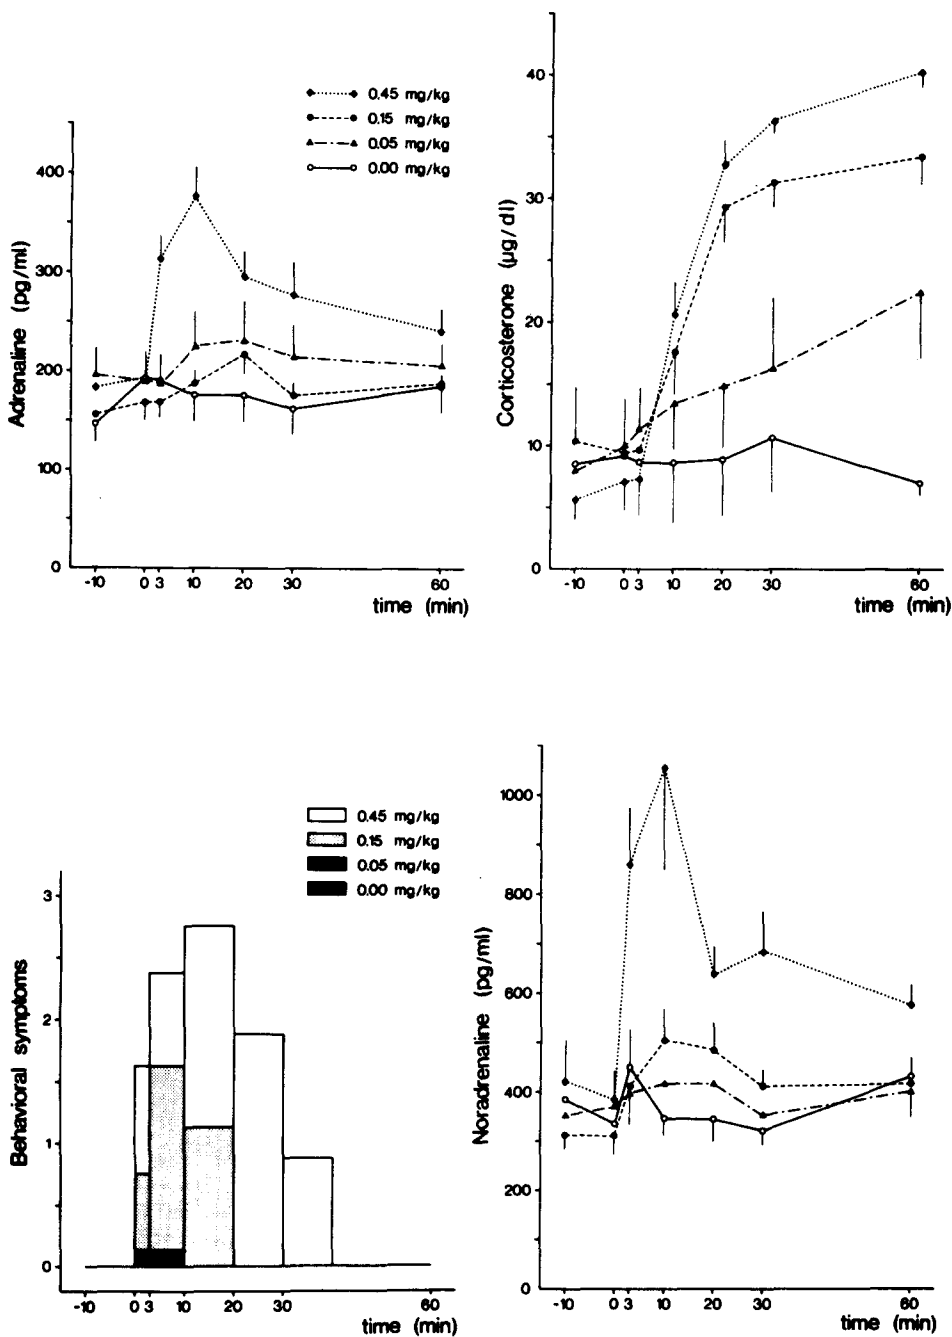 0.45 mg/kg
0.15 mg/kg
0.05 mg/kg
0.00 mg/kg
Adrenaline (pg/ml)
400
300
200
100
0
-10 0 3 10 20 30 60
time (min)
Corticosterone (µg/dl)
40
30
20
10
0
-10 0 3 10 20 30 60
time (min)
0.45 mg/kg
0.15 mg/kg
0.05 mg/kg
0.00 mg/kg
Behavioral symptoms
3
2
1
0
-10 0 3 10 20 30 60
time (min)
Noradrenaline (pg/ml)
1000
800
600
400
200
0
-10 0 3 10 20 30 60
time (min)